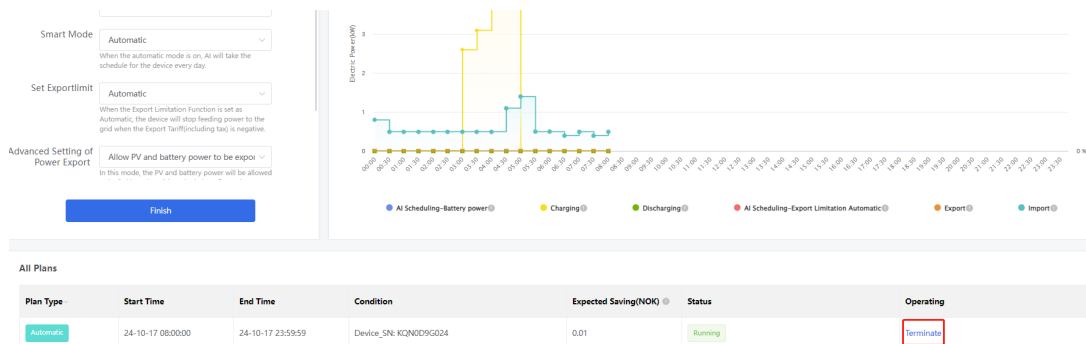 Smart Mode
Automatic
When the automatic mode is on, AI will take the
schedule for the device every day.
Set Exportlimit
Automatic
When the Export Limitation Function is set as
Automatic, the device will stop feeding power to the
grid when the Export Tariff(including tax) is negative.
Advanced Setting of
Power Export
Allow PV and battery power to be expor
In this mode, the PV and battery power will be allowed
Finish
Electric Power(kW)
3
2
1
0
0 %
00:00 00:30 01:00 01:30 02:00 02:30 03:00 03:30 04:00 04:30 05:00 05:30 06:00 06:30 07:00 07:30 08:00 08:30 09:00 09:30 10:00 10:30 11:00 11:30 12:00 12:30 13:00 13:30 14:00 14:30 15:00 15:30 16:00 16:30 17:00 17:30 18:00 18:30 19:00 19:30 20:00 20:30 21:00 21:30 22:00 22:30 23:00 23:30
AI Scheduling-Battery power Charging Discharging AI Scheduling-Export Limitation Automatic Export Import
All Plans
Plan Type Start Time End Time Condition Expected Saving(NOK) Status Operating
Automatic 24-10-17 08:00:00 24-10-17 23:59:59 Device_SN: KQN0D9G024 0.01 Running Terminate